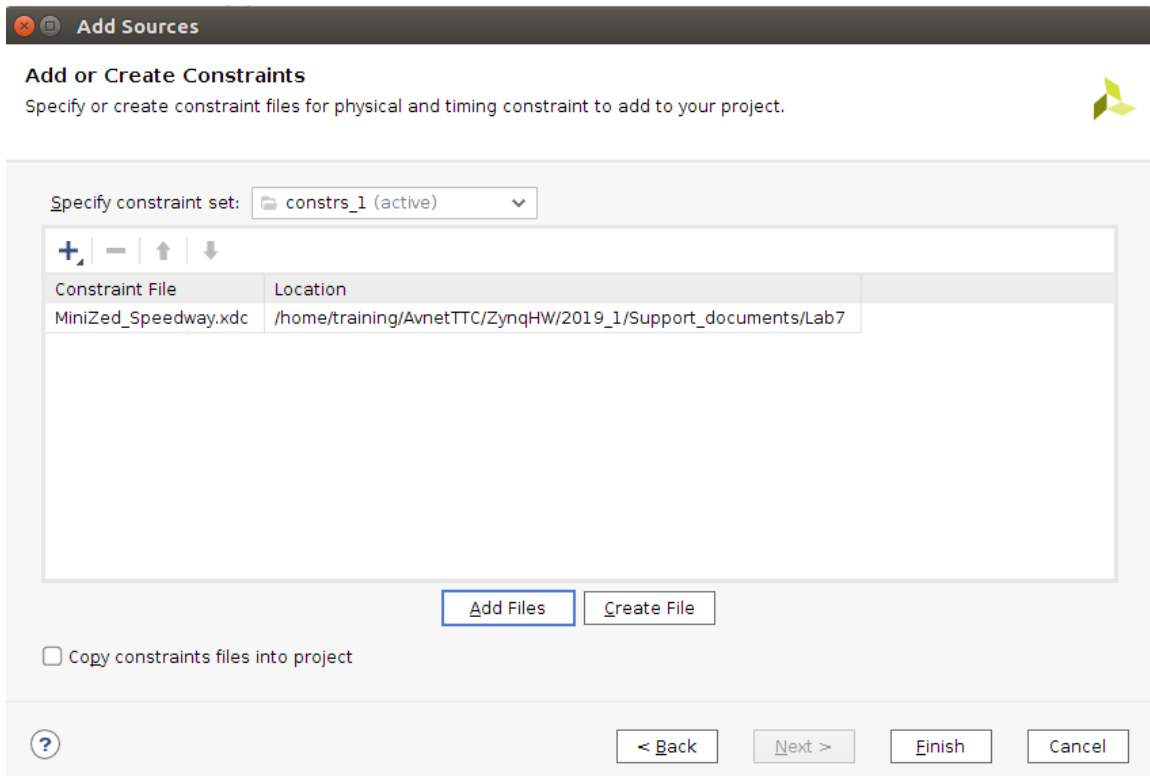 Add Sources
Add or Create Constraints
Specify or create constraint files for physical and timing constraint to add to your project.
Specify constraint set: constrs_1 (active)
Constraint File Location
MiniZed_Speedway.xdc /home/training/AvnetTTC/ZynqHW/2019_1/Support_documents/Lab7
Add Files Create File
Copy constraints files into project
? < Back Next > Finish Cancel